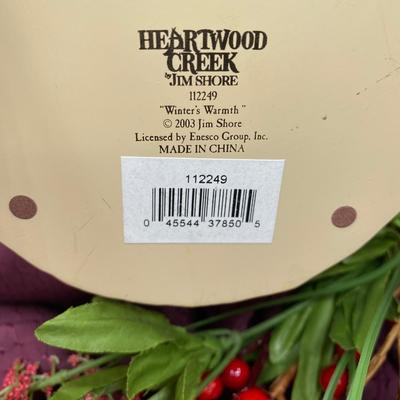 HEARTWOOD
CREEK
by JIM SHORE
112249
"Winter's Warmth"
© 2003 Jim Shore
Licensed by Enesco Group, Inc.
MADE IN CHINA
112249
0 45544 37850 5